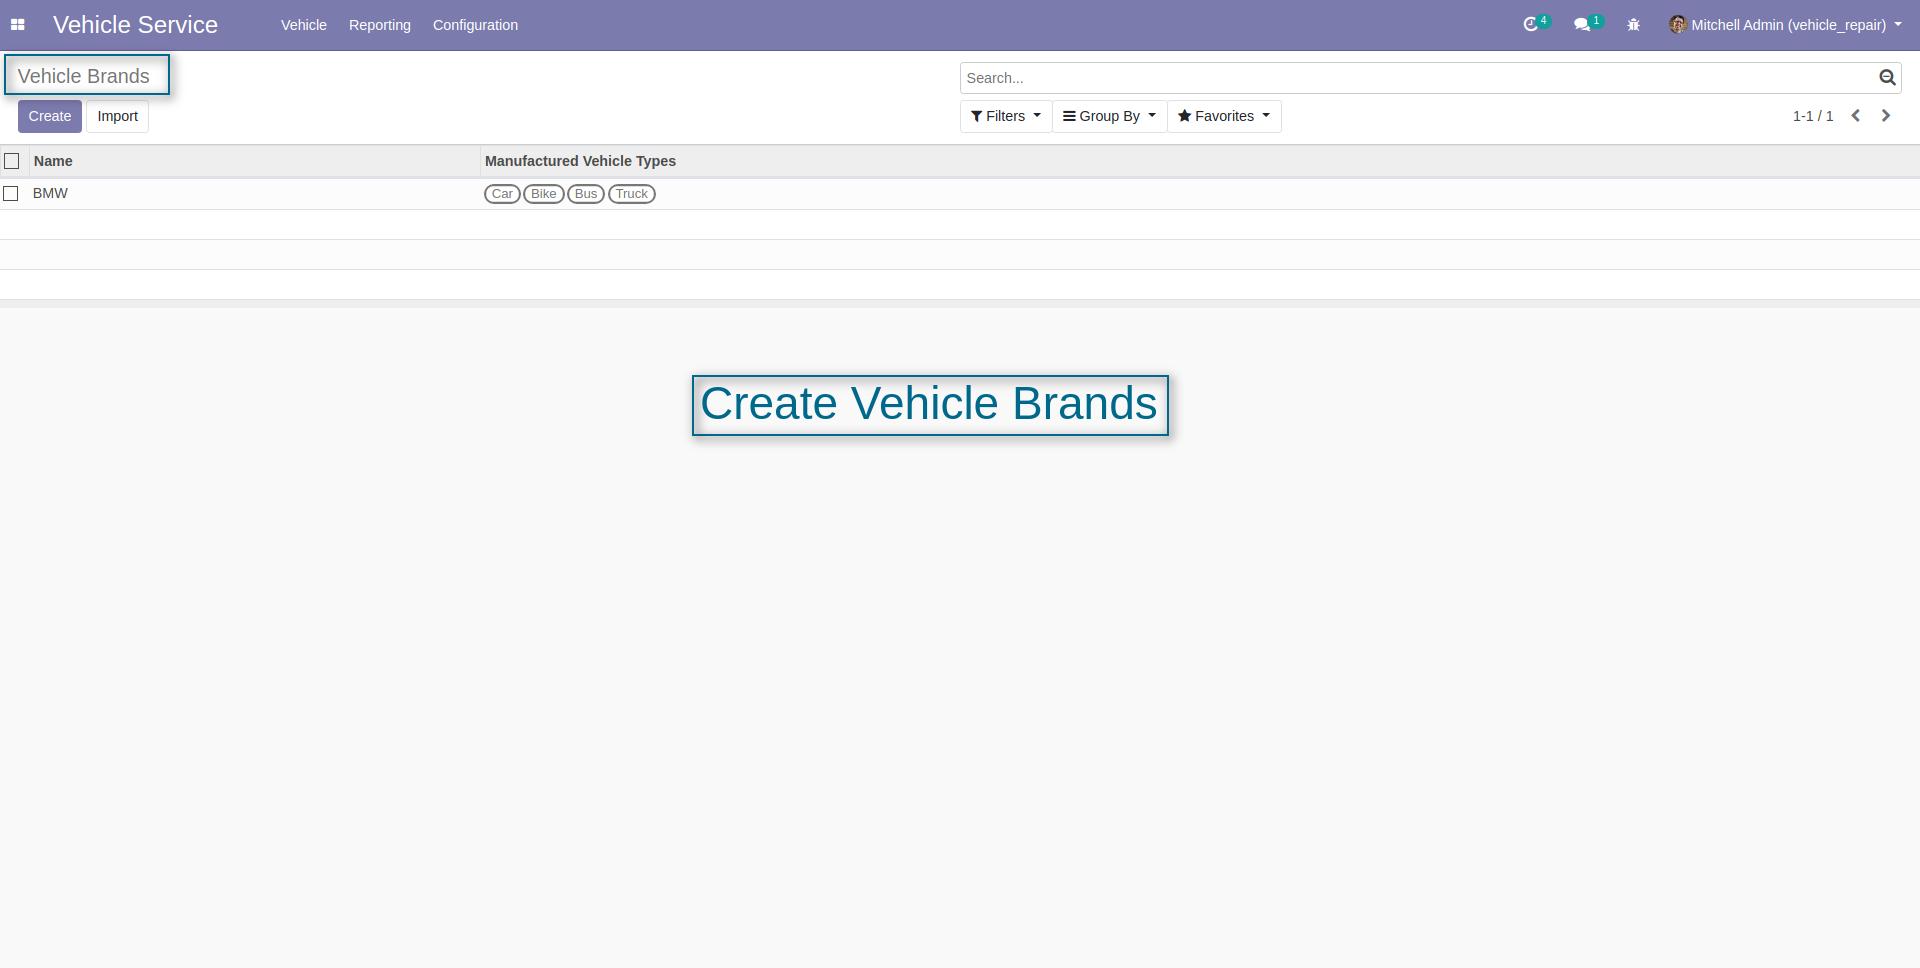 Vehicle Service Vehicle Reporting Configuration 4 1 Mitchell Admin (vehicle_repair)
Vehicle Brands Search...
Create Import Filters Group By Favorites 1-1 / 1
Name Manufactured Vehicle Types
BMW Car Bike Bus Truck
Create Vehicle Brands